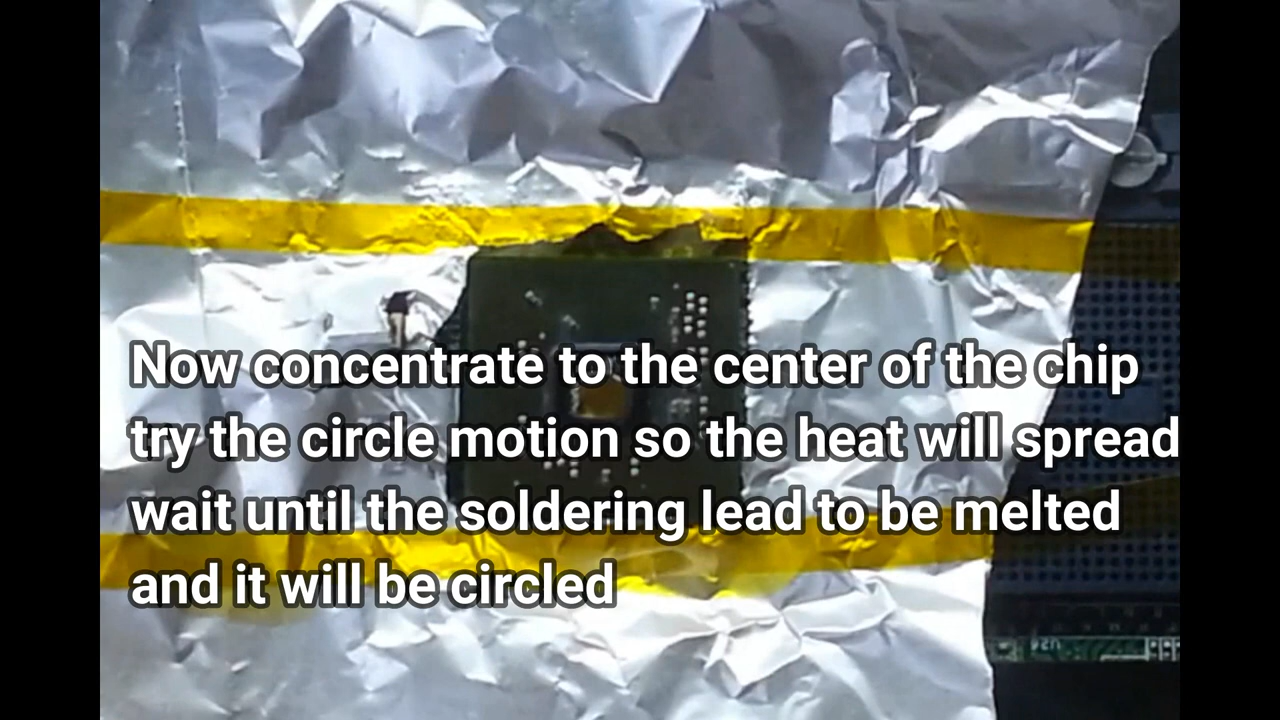 Now concentrate to the center of the chip
try the circle motion so the heat will spread
wait until the soldering lead to be melted
and it will be circled